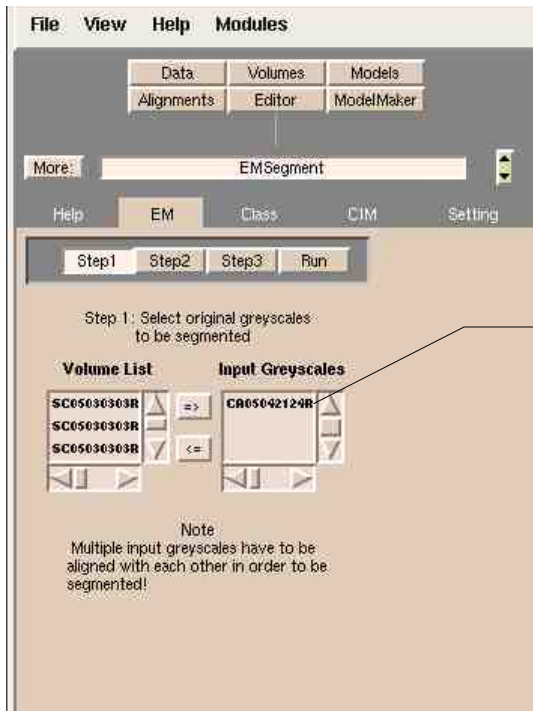 File View Help Modules
Data Volumes Models
Alignments Editor ModelMaker
More: EMSegment
Help EM Class CIM Setting
Step1 Step2 Step3 Run
Step 1: Select original greyscales
to be segmented
Volume List Input Greyscales
SC05030303R => CA05042124R
SC05030303R
SC05030303R <=
Note
Multiple input greyscales have to be
aligned with each other in order to be
segmented!